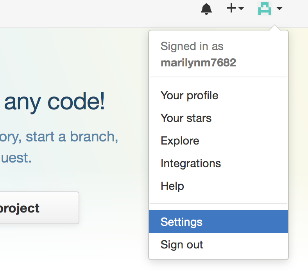 Signed in as
marilynm7682
any code!
ory, start a branch,
uest.
project
Your profile
Your stars
Explore
Integrations
Help
Settings
Sign out